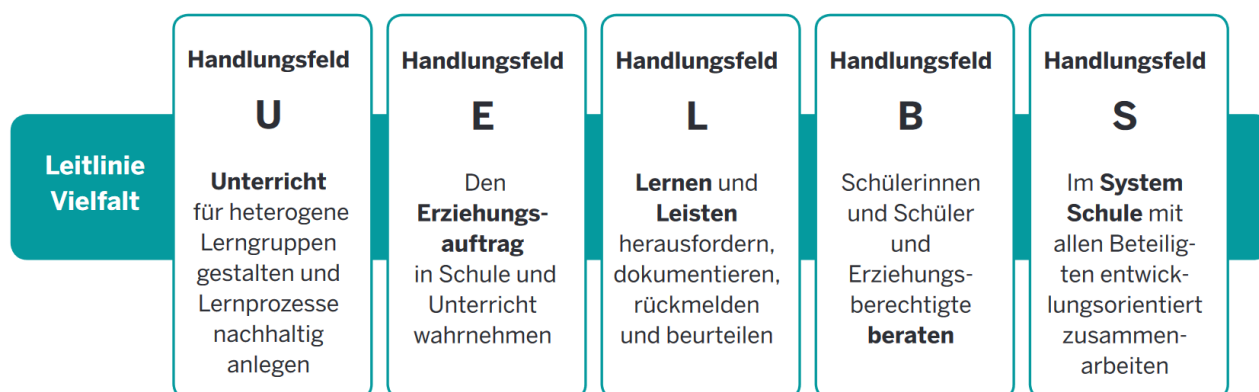 Leitlinie
Vielfalt
Handlungsfeld
U
Unterricht
für heterogene
Lerngruppen
gestalten und
Lernprozesse
nachhaltig
anlegen
Handlungsfeld
E
Den
Erziehungs-
auftrag
in Schule und
Unterricht
wahrnehmen
Handlungsfeld
L
Lernen und
Leisten
herausfordern,
dokumentieren,
rückmelden
und beurteilen
Handlungsfeld
B
Schülerinnen
und Schüler
und
Erziehungs-
berechtigte
beraten
Handlungsfeld
S
Im System
Schule mit
allen Beteilig-
ten entwick-
lungsorientiert
zusammen-
arbeiten